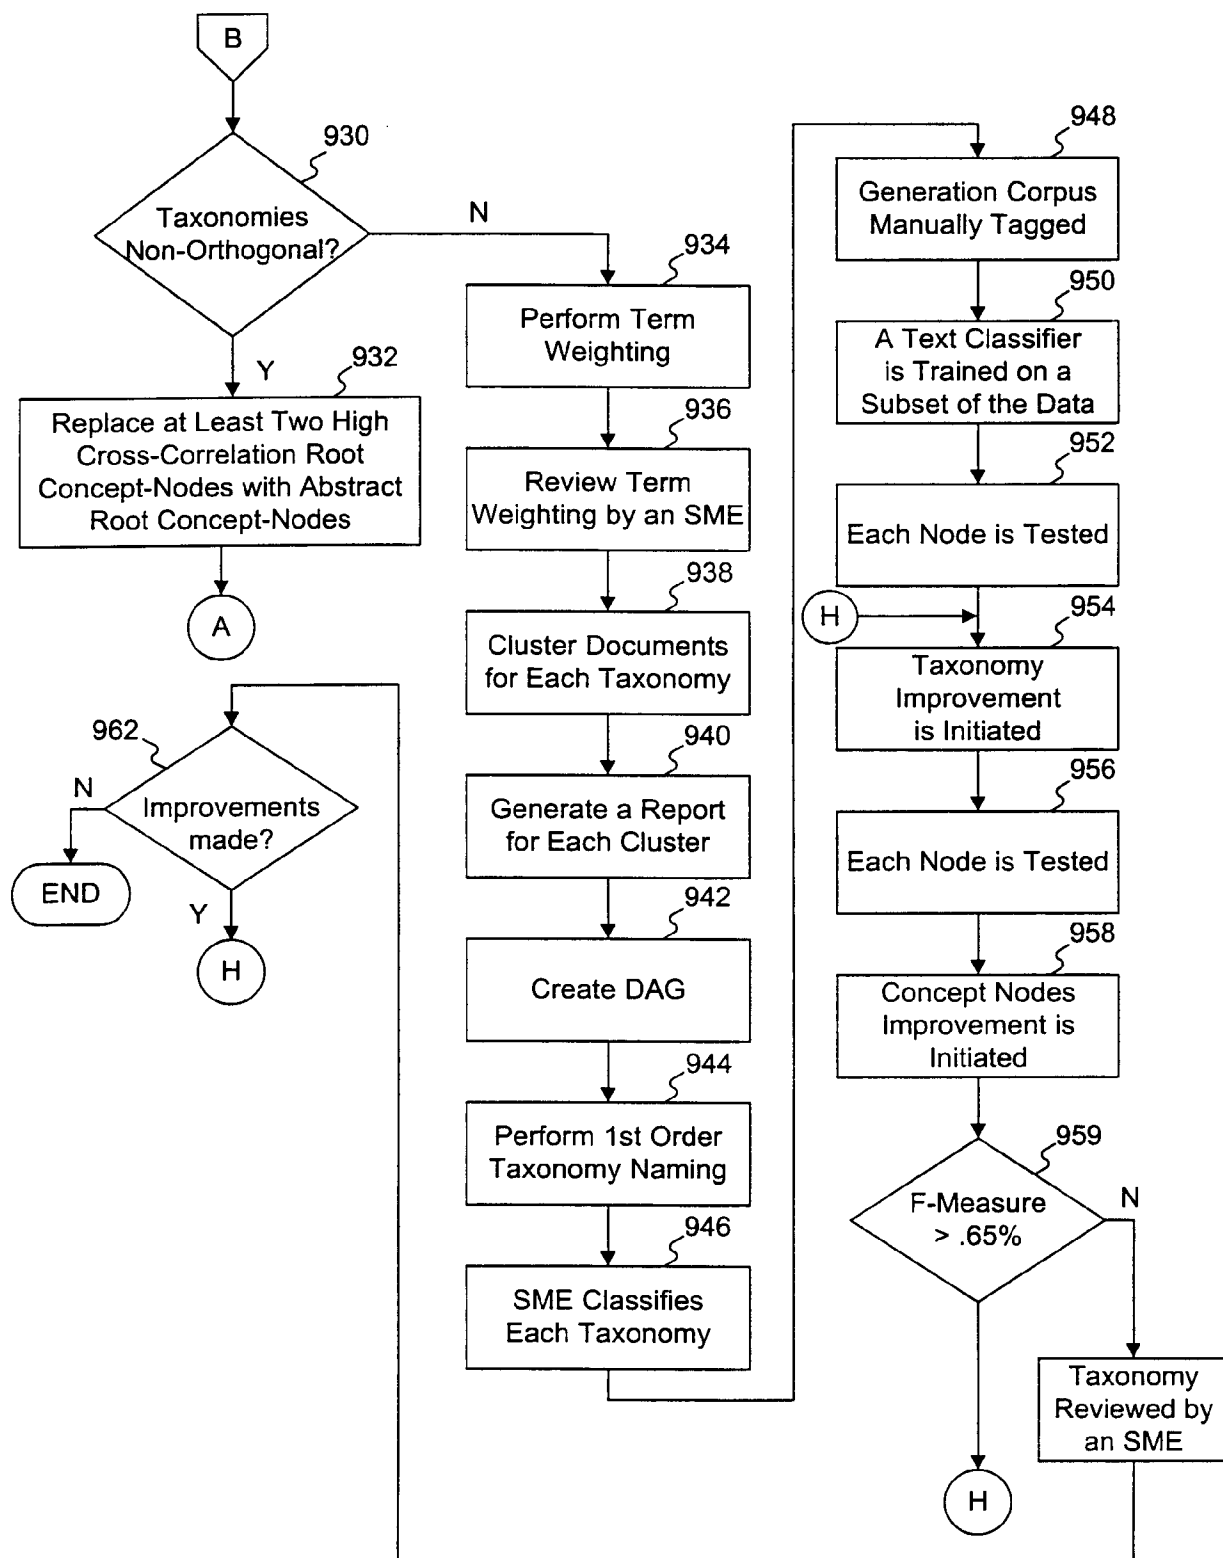 B
930
Taxonomies
Non-Orthogonal?
N
Y
932
Replace at Least Two High
Cross-Correlation Root
Concept-Nodes with Abstract
Root Concept-Nodes
A
962
N
Improvements
made?
END
Y
H
934
Perform Term
Weighting
936
Review Term
Weighting by an SME
938
Cluster Documents
for Each Taxonomy
940
Generate a Report
for Each Cluster
942
Create DAG
944
Perform 1st Order
Taxonomy Naming
946
SME Classifies
Each Taxonomy
948
Generation Corpus
Manually Tagged
950
A Text Classifier
is Trained on a
Subset of the Data
952
Each Node is Tested
H
954
Taxonomy
Improvement
is Initiated
956
Each Node is Tested
958
Concept Nodes
Improvement is
Initiated
959
F-Measure
> .65%
N
Taxonomy
Reviewed by
an SME
H